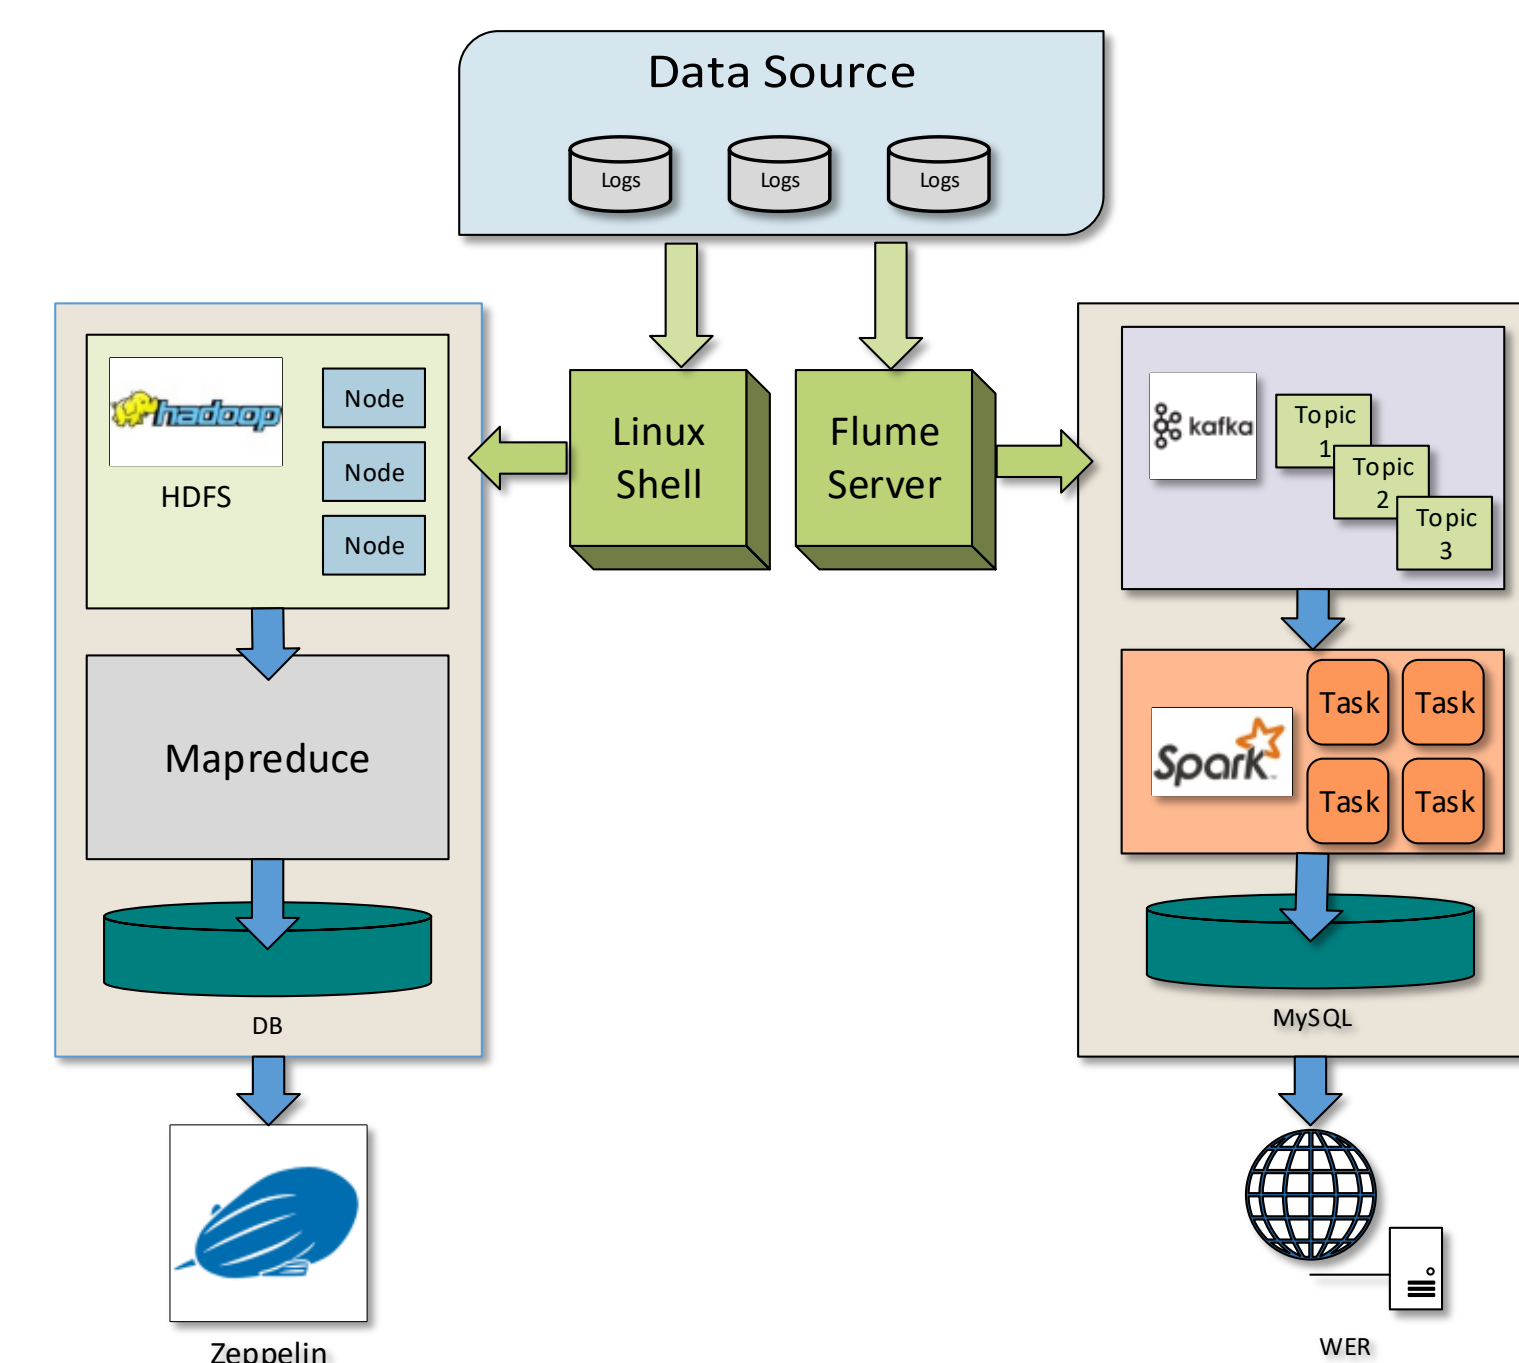 Data Source
Logs
Logs
Logs
hadoop
HDFS
Node
Node
Node
Linux
Shell
Flume
Server
kafka
Topic
1
Topic
2
Topic
3
Mapreduce
Spark
Task
Task
Task
Task
DB
MySQL
Zeppelin
WER